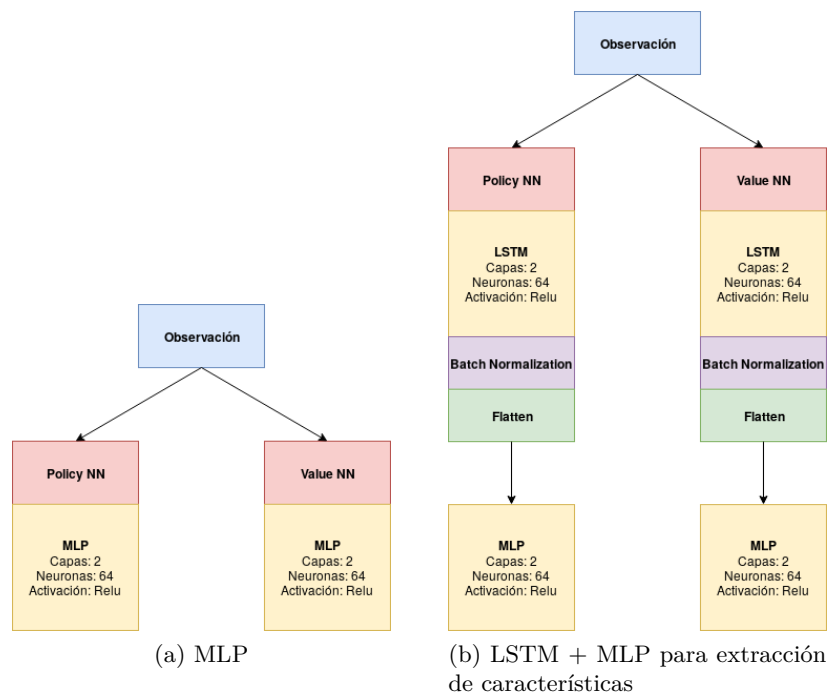 Observación
Policy NN
MLP
Capas: 2
Neuronas: 64
Activación: Relu
Value NN
MLP
Capas: 2
Neuronas: 64
Activación: Relu
(a) MLP
Observación
Policy NN
LSTM
Capas: 2
Neuronas: 64
Activación: Relu
Batch Normalization
Flatten
MLP
Capas: 2
Neuronas: 64
Activación: Relu
Value NN
LSTM
Capas: 2
Neuronas: 64
Activación: Relu
Batch Normalization
Flatten
MLP
Capas: 2
Neuronas: 64
Activación: Relu
(b) LSTM + MLP para extracción
de características